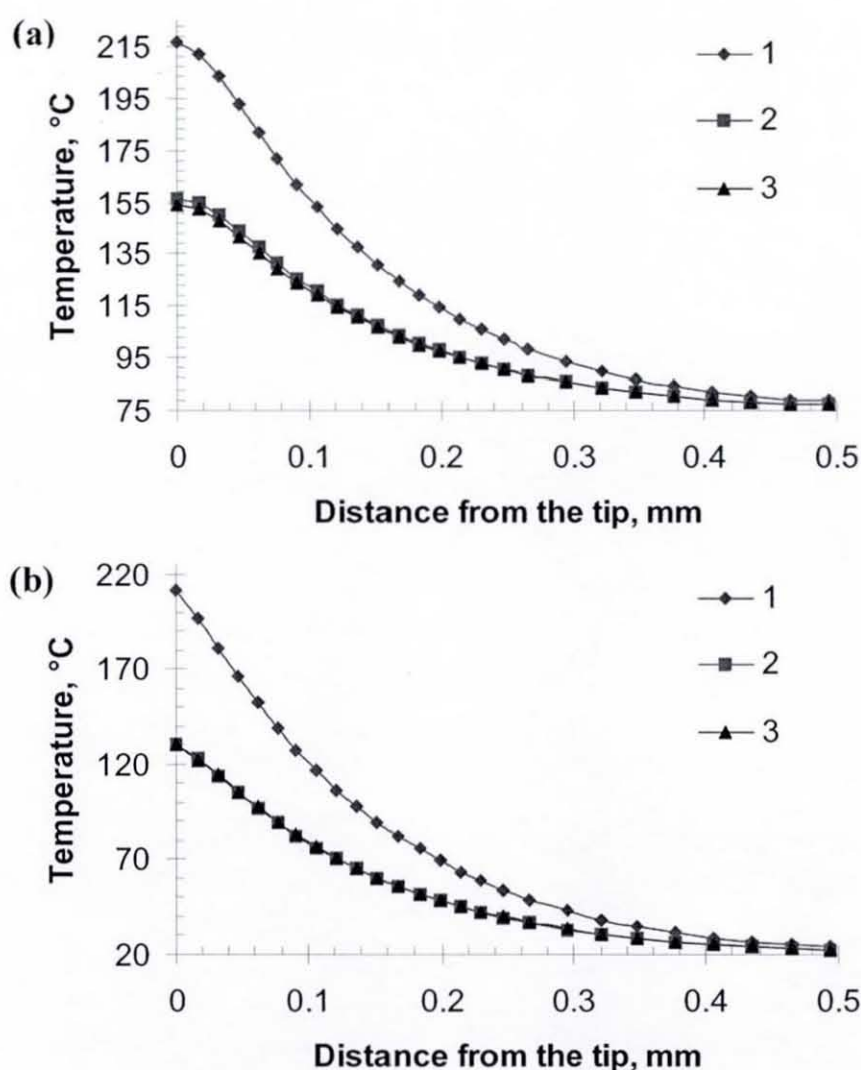 (a)
Temperature, °C
215
195
175
155
135
115
95
75
0 0.1 0.2 0.3 0.4 0.5
Distance from the tip, mm
1
2
3
(b)
Temperature, °C
220
170
120
70
20
0 0.1 0.2 0.3 0.4 0.5
Distance from the tip, mm
1
2
3